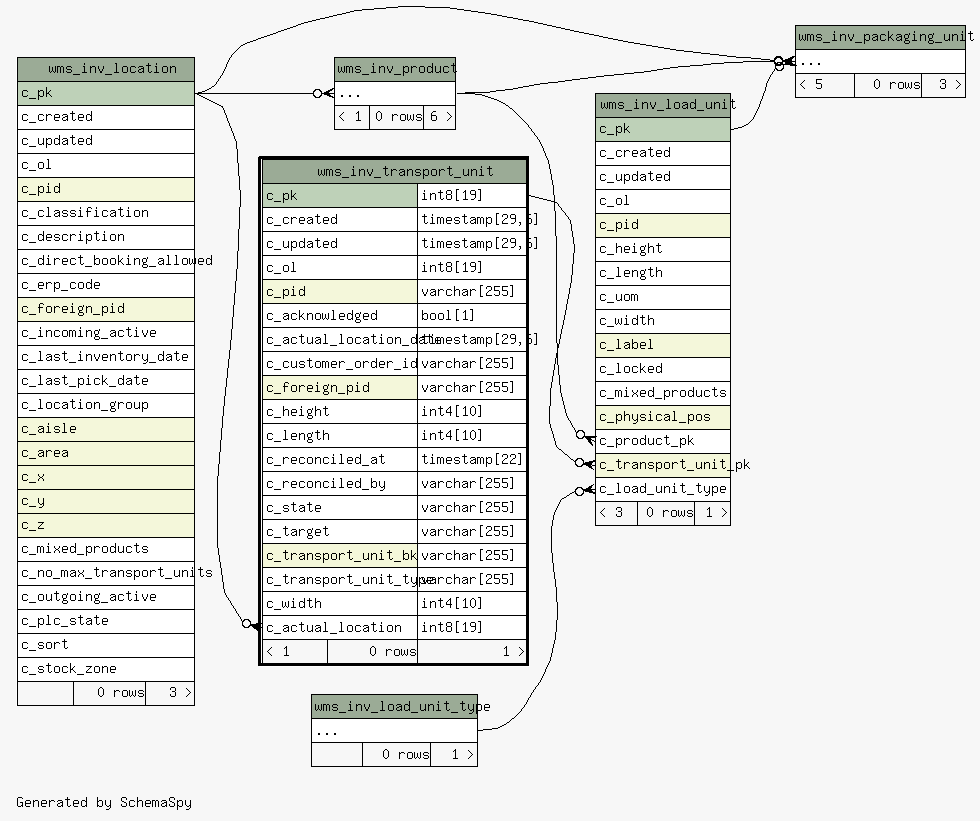 wms_inv_location
c_pk
c_created
c_updated
c_ol
c_pid
c_classification
c_description
c_direct_booking_allowed
c_erp_code
c_foreign_pid
c_incoming_active
c_last_inventory_date
c_last_pick_date
c_location_group
c_aisle
c_area
c_x
c_y
c_z
c_mixed_products
c_no_max_transport_units
c_outgoing_active
c_plc_state
c_sort
c_stock_zone
0 rows 3 >
wms_inv_product
...
< 1 0 rows 6 >
wms_inv_transport_unit
c_pk int8[19]
c_created timestamp[29,6]
c_updated timestamp[29,6]
c_ol int8[19]
c_pid varchar[255]
c_acknowledged bool[1]
c_actual_location_date timestamp[29,6]
c_customer_order_id varchar[255]
c_foreign_pid varchar[255]
c_height int4[10]
c_length int4[10]
c_reconciled_at timestamp[22]
c_reconciled_by varchar[255]
c_state varchar[255]
c_target varchar[255]
c_transport_unit_bk varchar[255]
c_transport_unit_type varchar[255]
c_width int4[10]
c_actual_location int8[19]
< 1 0 rows 1 >
wms_inv_load_unit_type
...
0 rows 1 >
wms_inv_load_unit
c_pk
c_created
c_updated
c_ol
c_pid
c_height
c_length
c_uom
c_width
c_label
c_locked
c_mixed_products
c_physical_pos
c_product_pk
c_transport_unit_pk
c_load_unit_type
< 3 0 rows 1 >
wms_inv_packaging_unit
...
< 5 0 rows 3 >
Generated by SchemaSpy